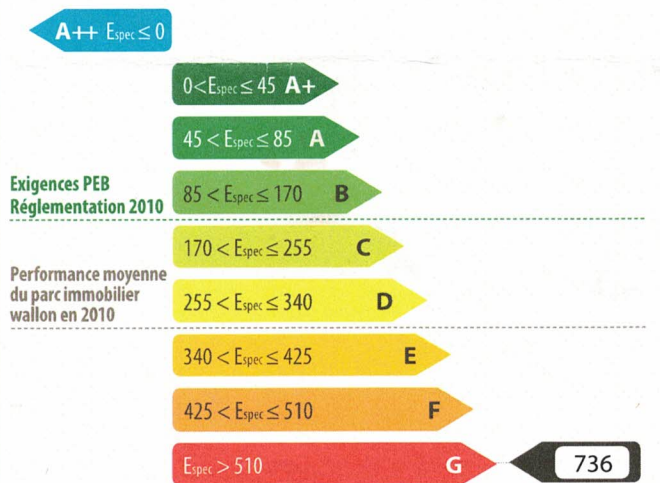 A++ Espec ≤ 0
0<Espec ≤ 45 A+
45 < Espec ≤ 85 A
Exigences PEB
Réglementation 2010
85 < Espec ≤ 170 B
170 < Espec ≤ 255 C
Performance moyenne
du parc immobilier
wallon en 2010
255 < Espec ≤ 340 D
340 < Espec ≤ 425 E
425 < Espec ≤ 510 F
Espec > 510 G
736